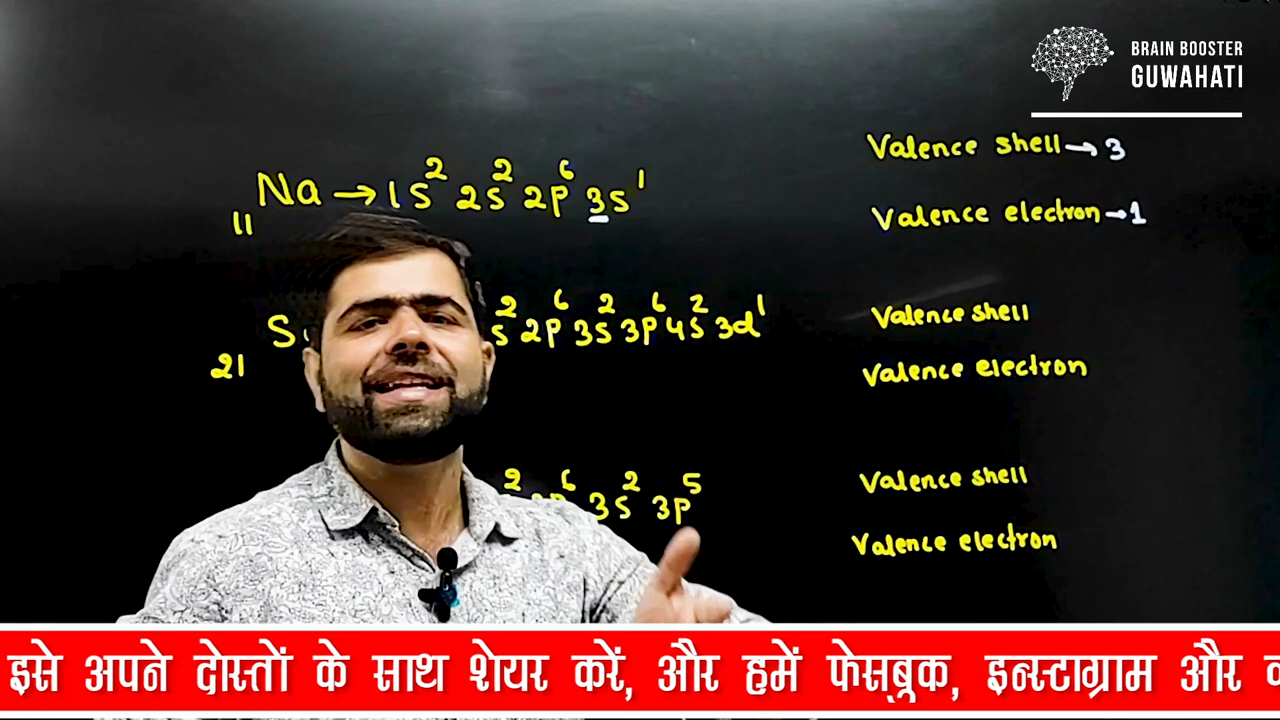 BRAIN BOOSTER
GUWAHATI
Na → 1s² 2s² 2p⁶ 3s¹
11
Valence shell → 3
Valence electron → 1
2p⁶ 3s² 3p⁶ 4s² 3d¹
21
Valence shell
Valence electron
3s² 3p⁵
Valence shell
Valence electron
इसे अपने दोस्तों के साथ शेयर करें, और हमें फेसबुक, इन्स्टाग्राम और